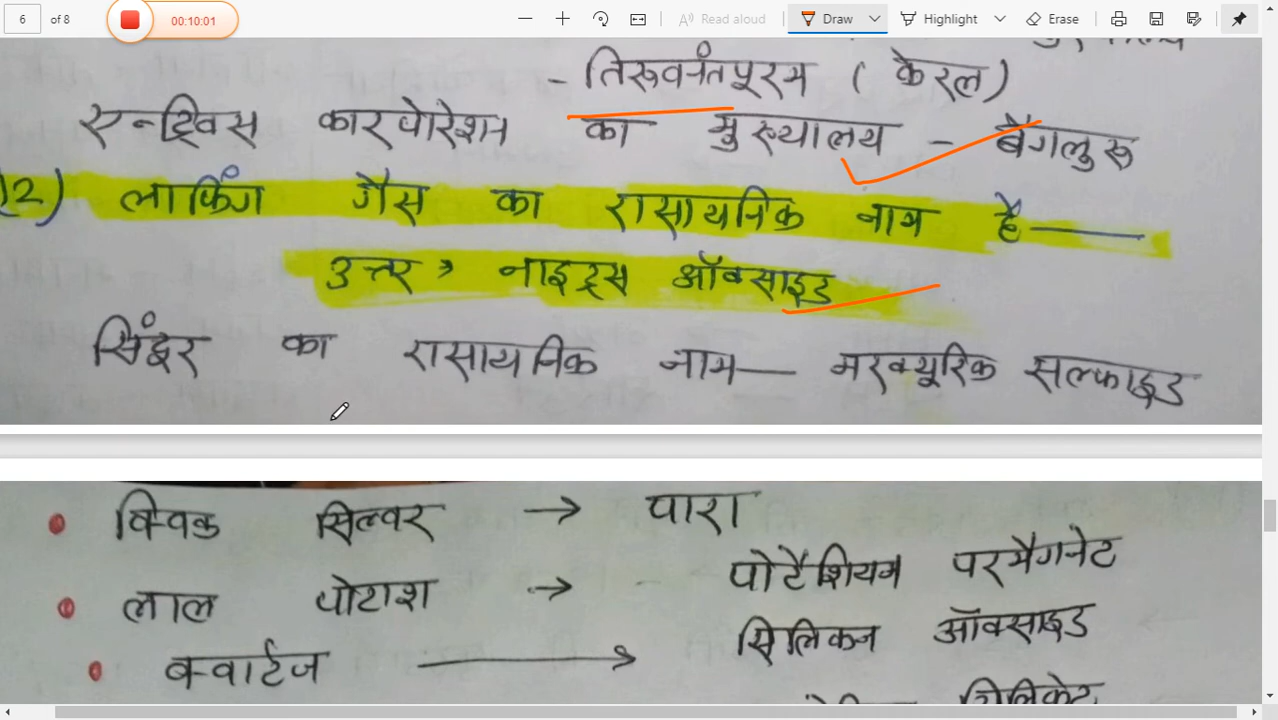 6 of 8 00:10:01 Read aloud Draw Highlight Erase
- तिरुवनंतपुरम ( केरल)
एन्ट्रिक्स कारपोरेशन का मुख्यालय - बैंगलुरू
12) लाफिंग गैस का रासायनिक नाम है——
उत्तर → नाइट्रस ऑक्साइड
सिंदूर का रासायनिक नाम— मरक्यूरिक सल्फाइड
• क्विक सिल्वर → पारा
• लाल पोटाश → पोटैशियम परमैगनेट
• क्वार्टज → सिलिकन ऑक्साइड
सिलिकेट